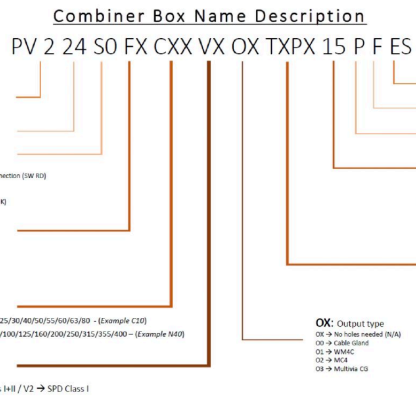 Combiner Box Name Description
PV 2 24 S0 FX CXX VX OX TXPX 15 P F ES
nection (SW RD)
K)
25/30/40/50/55/60/63/80 - (Example C10)
/100/125/160/200/250/315/355/400 – (Example N40)
OX: Output type
OX → No holes needed (N/A)
O0 → Cable Gland
O1 → WM4C
O2 → MC4
O3 → Multivia CG
s I+II / V2 → SPD Class I